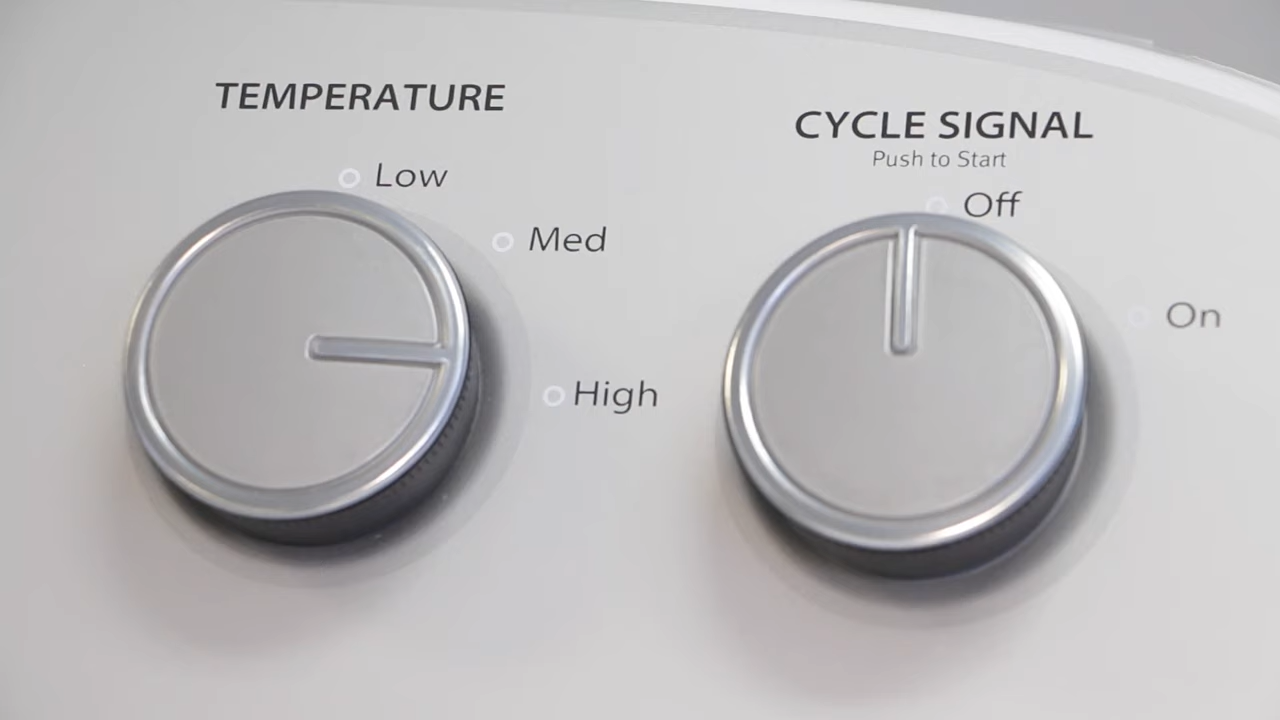 TEMPERATURE
Low
Med
High
CYCLE SIGNAL
Push to Start
Off
On